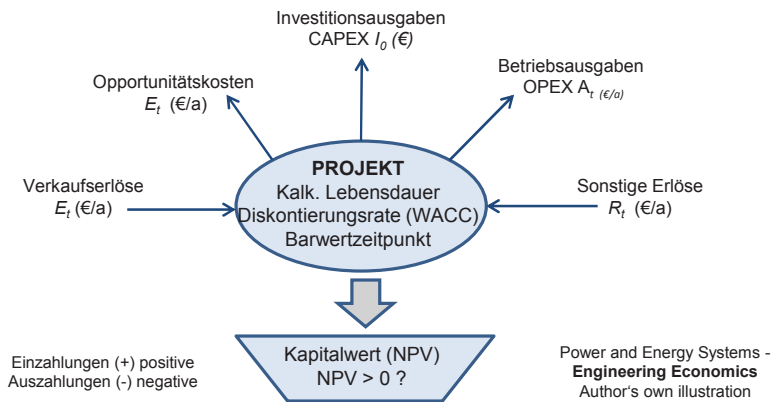 Investitionsausgaben
CAPEX I0 (€)
Opportunitätskosten
Et (€/a)
Betriebsausgaben
OPEX At (€/a)
Verkaufserlöse
Et (€/a)
PROJEKT
Kalk. Lebensdauer
Diskontierungsrate (WACC)
Barwertzeitpunkt
Sonstige Erlöse
Rt (€/a)
Kapitalwert (NPV)
NPV > 0 ?
Einzahlungen (+) positive
Auszahlungen (-) negative
Power and Energy Systems -
Engineering Economics
Author‘s own illustration